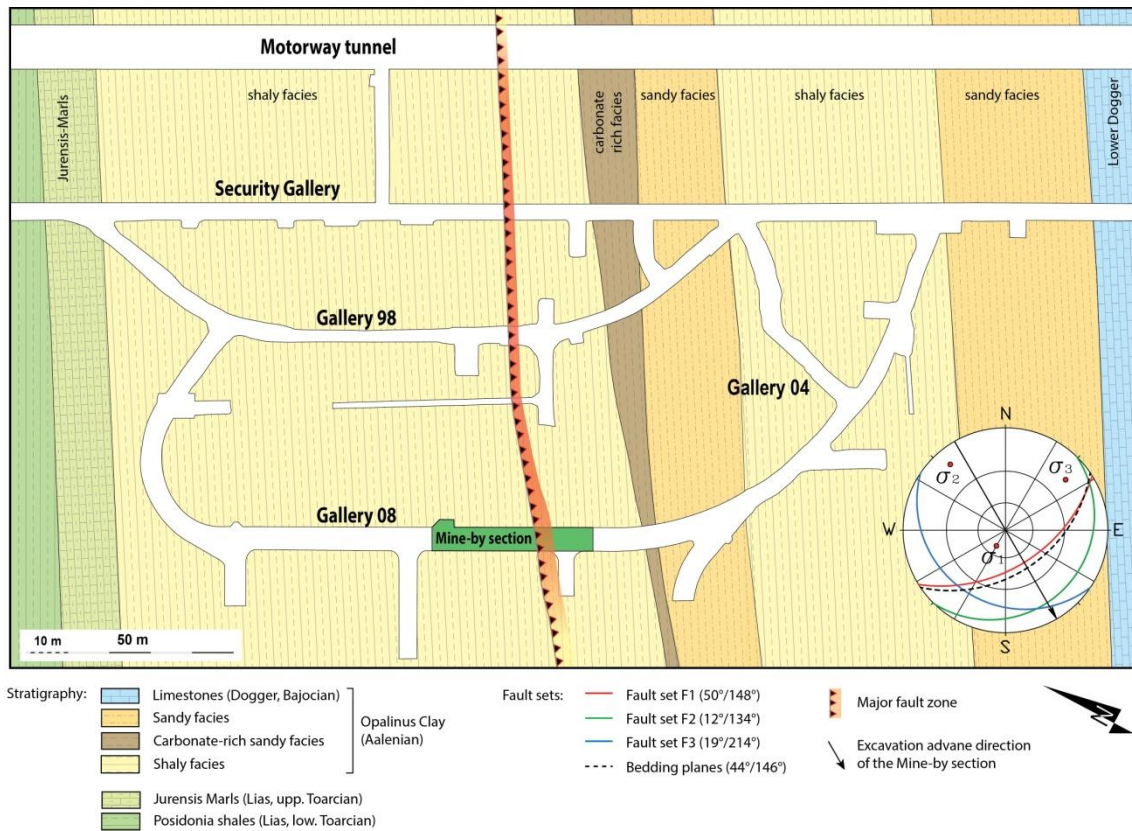 Motorway tunnel
Jurensis-Marls
shaly facies
carbonate
rich facies
sandy facies
shaly facies
sandy facies
Lower Dogger
Security Gallery
Gallery 98
Gallery 04
Gallery 08
Mine-by section
N
W
E
S
σ2
σ3
σ1
10 m
50 m
Stratigraphy:
Limestones (Dogger, Bajocian)
Sandy facies
Carbonate-rich sandy facies
Shaly facies
Opalinus Clay
(Aalenian)
Jurensis Marls (Lias, upp. Toarcian)
Posidonia shales (Lias, low. Toarcian)
Fault sets:
Fault set F1 (50°/148°)
Fault set F2 (12°/134°)
Fault set F3 (19°/214°)
Bedding planes (44°/146°)
Major fault zone
Excavation advane direction
of the Mine-by section
N